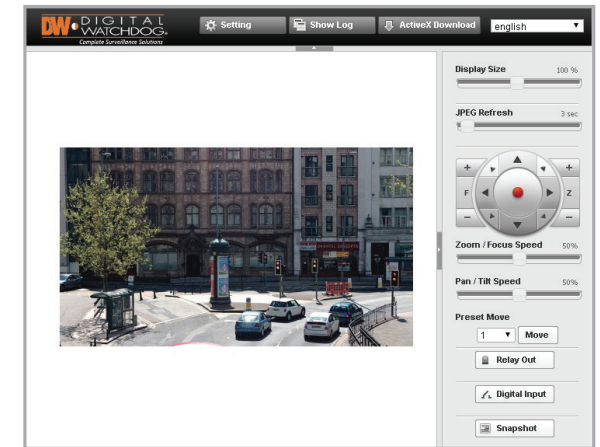 DW DIGITAL WATCHDOG®
Complete Surveillance Solutions
Setting
Show Log
ActiveX Download
english
Display Size 100 %
JPEG Refresh 3 sec
+ +
F Z
− −
Zoom / Focus Speed 50%
Pan / Tilt Speed 50%
Preset Move
1 Move
Relay Out
Digital Input
Snapshot